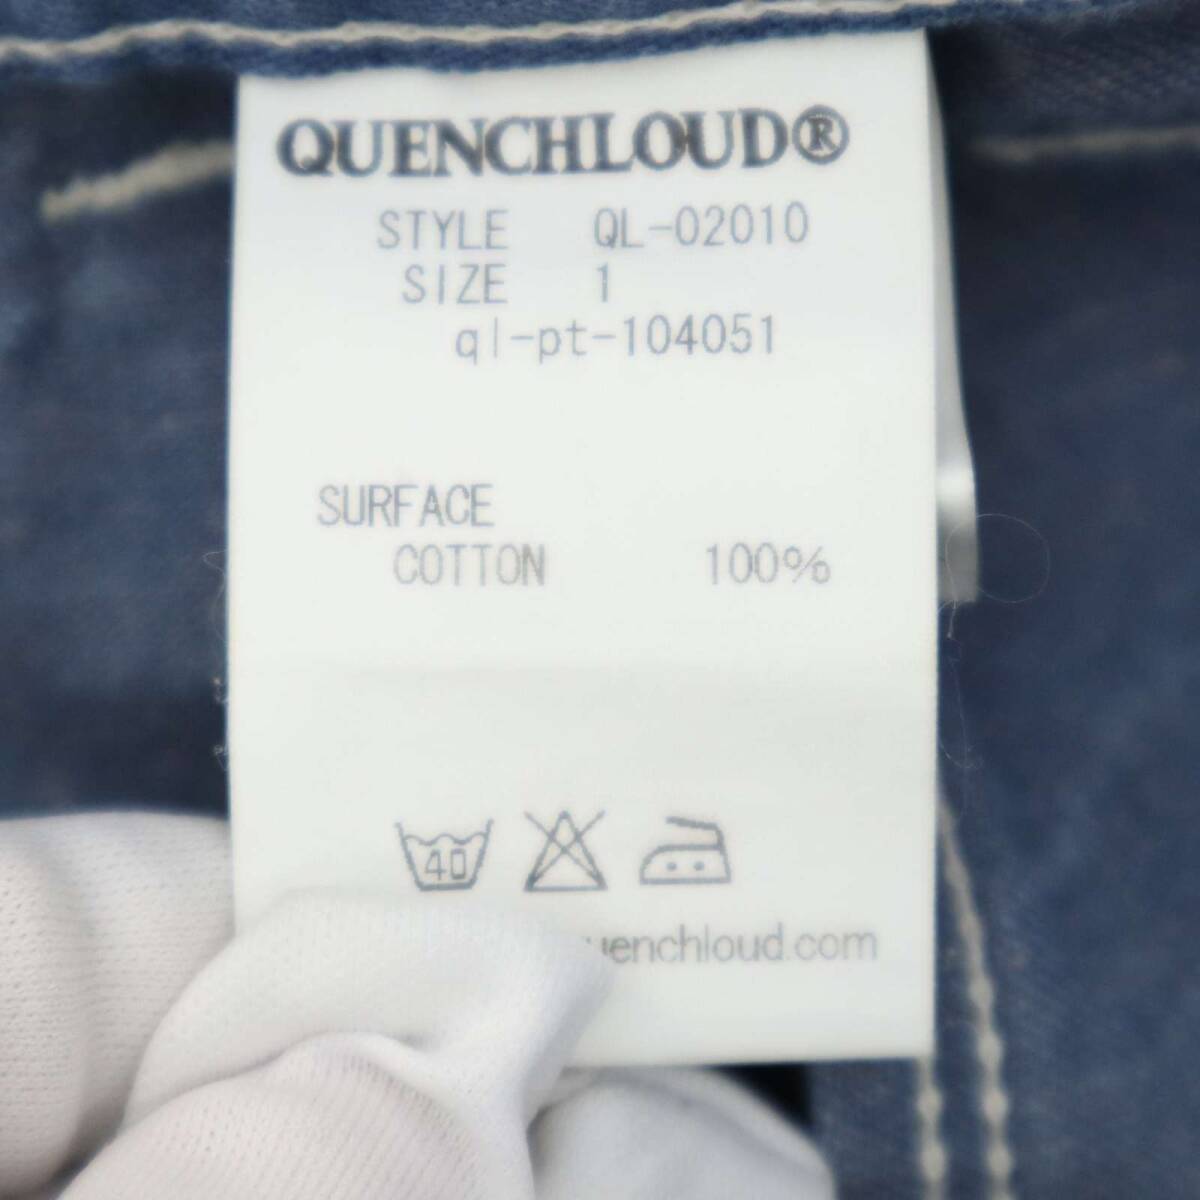 QUENCHLOUD®
STYLE QL-02010
SIZE 1
ql-pt-104051
SURFACE
COTTON 100%
40
uenchloud.com